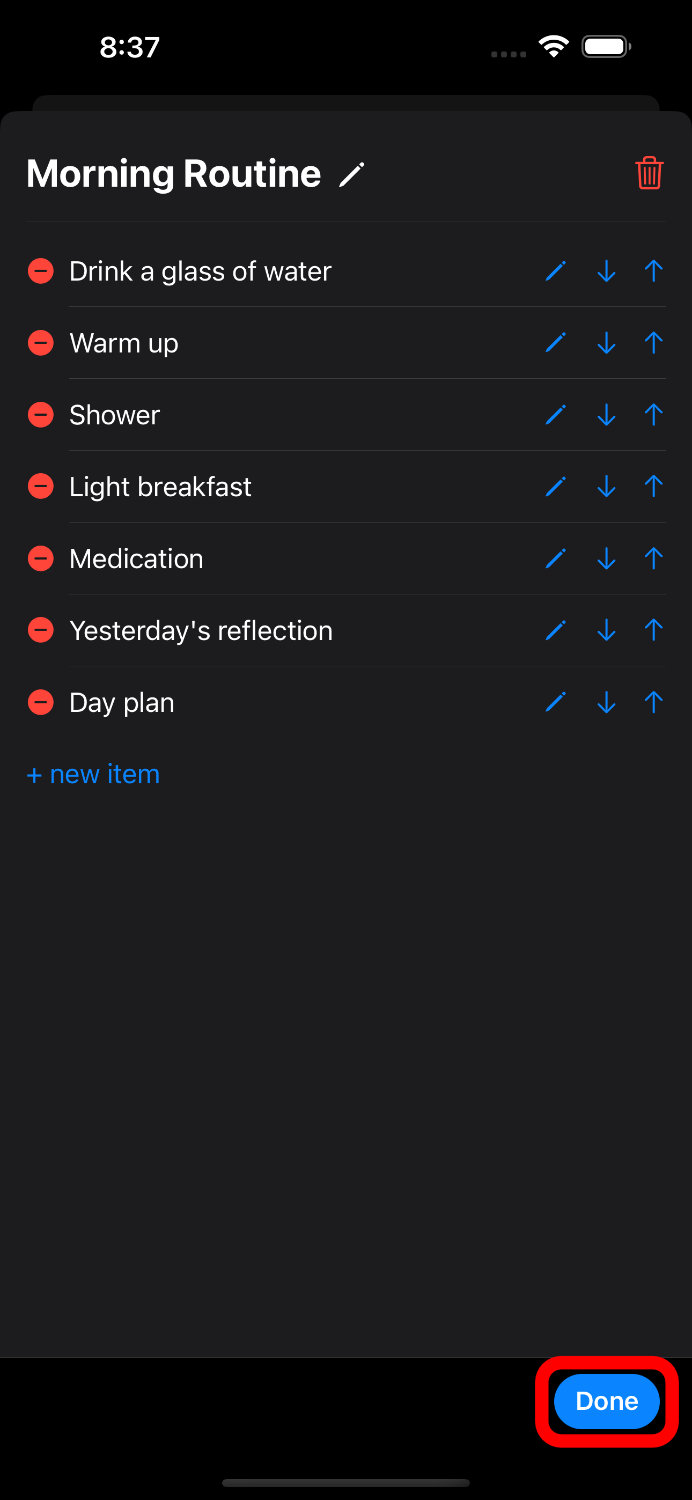 8:37
Morning Routine
Drink a glass of water
Warm up
Shower
Light breakfast
Medication
Yesterday's reflection
Day plan
+ new item
Done